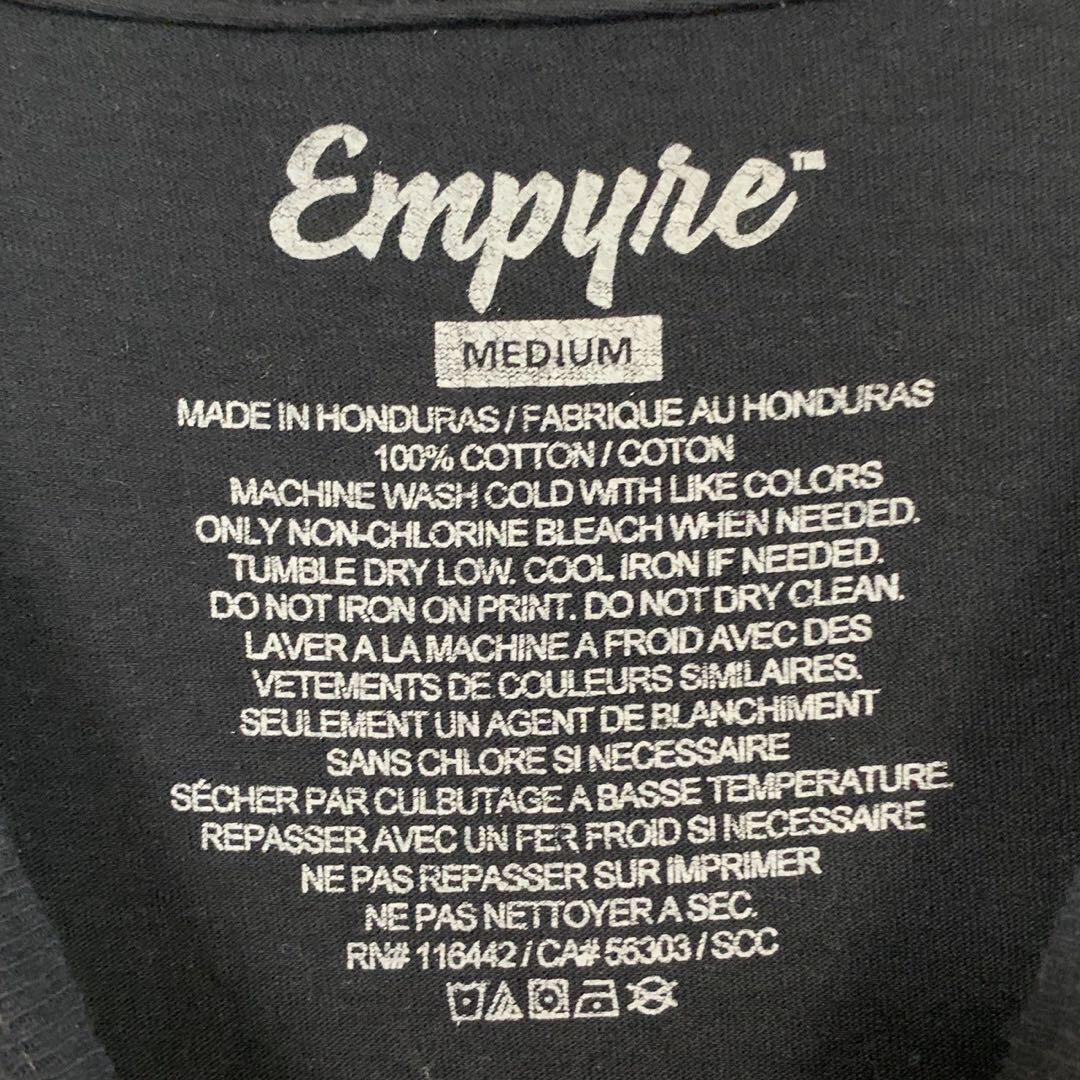 Empyre™
MEDIUM
MADE IN HONDURAS / FABRIQUE AU HONDURAS
100% COTTON / COTON
MACHINE WASH COLD WITH LIKE COLORS
ONLY NON-CHLORINE BLEACH WHEN NEEDED.
TUMBLE DRY LOW. COOL IRON IF NEEDED.
DO NOT IRON ON PRINT. DO NOT DRY CLEAN.
LAVER A LA MACHINE A FROID AVEC DES
VETEMENTS DE COULEURS SIMILAIRES.
SEULEMENT UN AGENT DE BLANCHIMENT
SANS CHLORE SI NECESSAIRE
SÉCHER PAR CULBUTAGE A BASSE TEMPERATURE.
REPASSER AVEC UN FER FROID SI NECESSAIRE
NE PAS REPASSER SUR IMPRIMER
NE PAS NETTOYER A SEC.
RN# 116442 / CA# 56303 / SOC